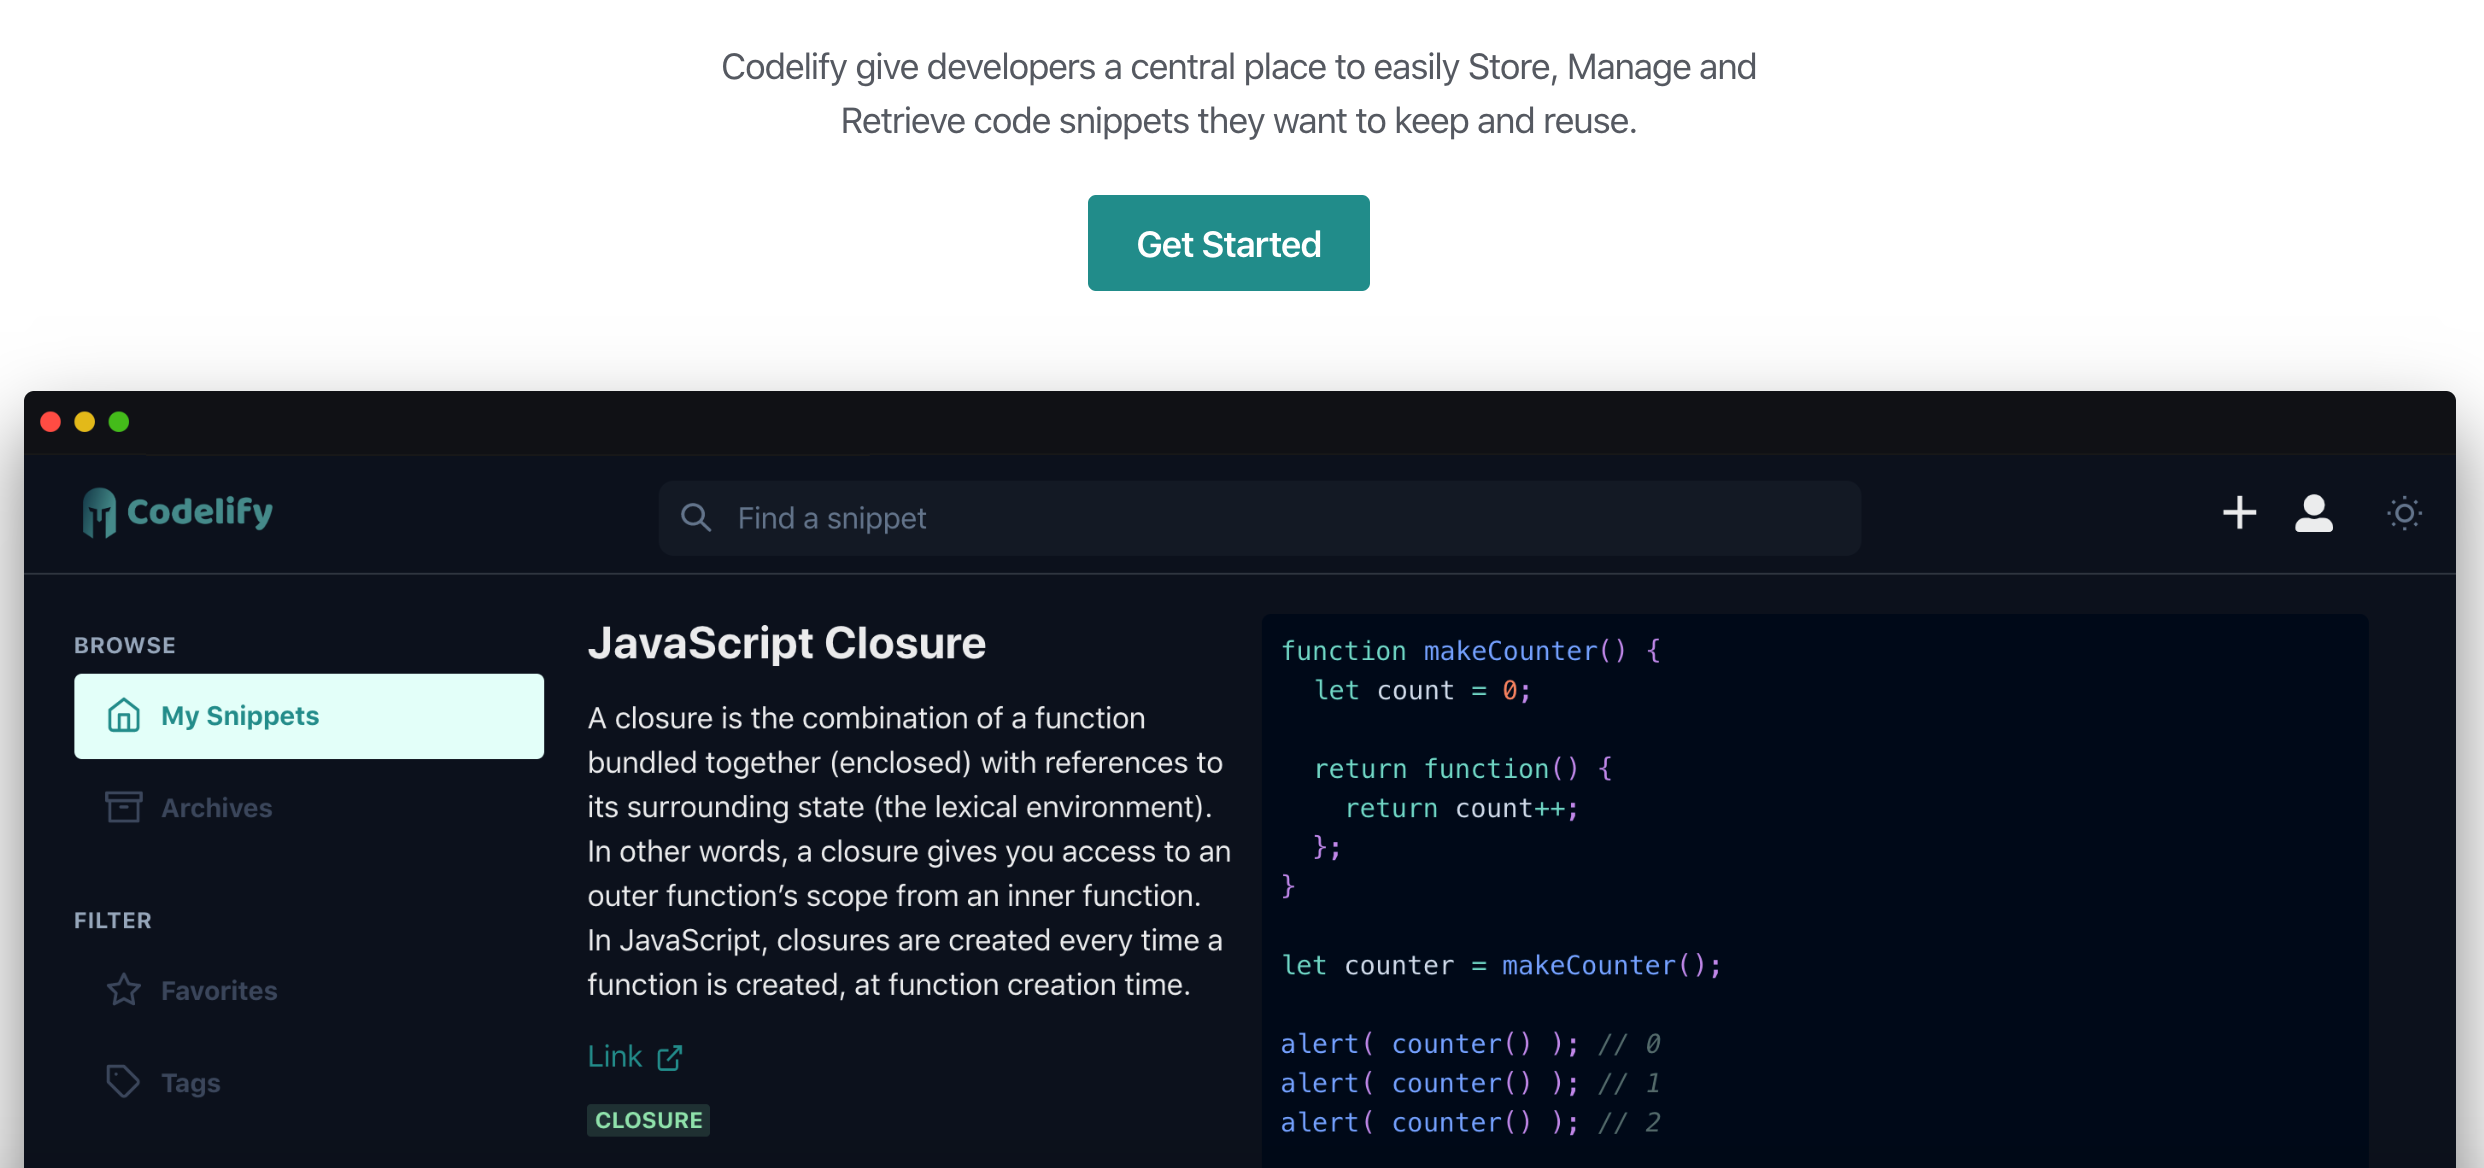 Codelify give developers a central place to easily Store, Manage and
Retrieve code snippets they want to keep and reuse.
Get Started
Codelify
Find a snippet
BROWSE
My Snippets
Archives
FILTER
Favorites
Tags
JavaScript Closure
A closure is the combination of a function
bundled together (enclosed) with references to
its surrounding state (the lexical environment).
In other words, a closure gives you access to an
outer function’s scope from an inner function.
In JavaScript, closures are created every time a
function is created, at function creation time.
Link
CLOSURE
function makeCounter() {
  let count = 0;
  return function() {
    return count++;
  };
}
let counter = makeCounter();
alert( counter() ); // 0
alert( counter() ); // 1
alert( counter() ); // 2